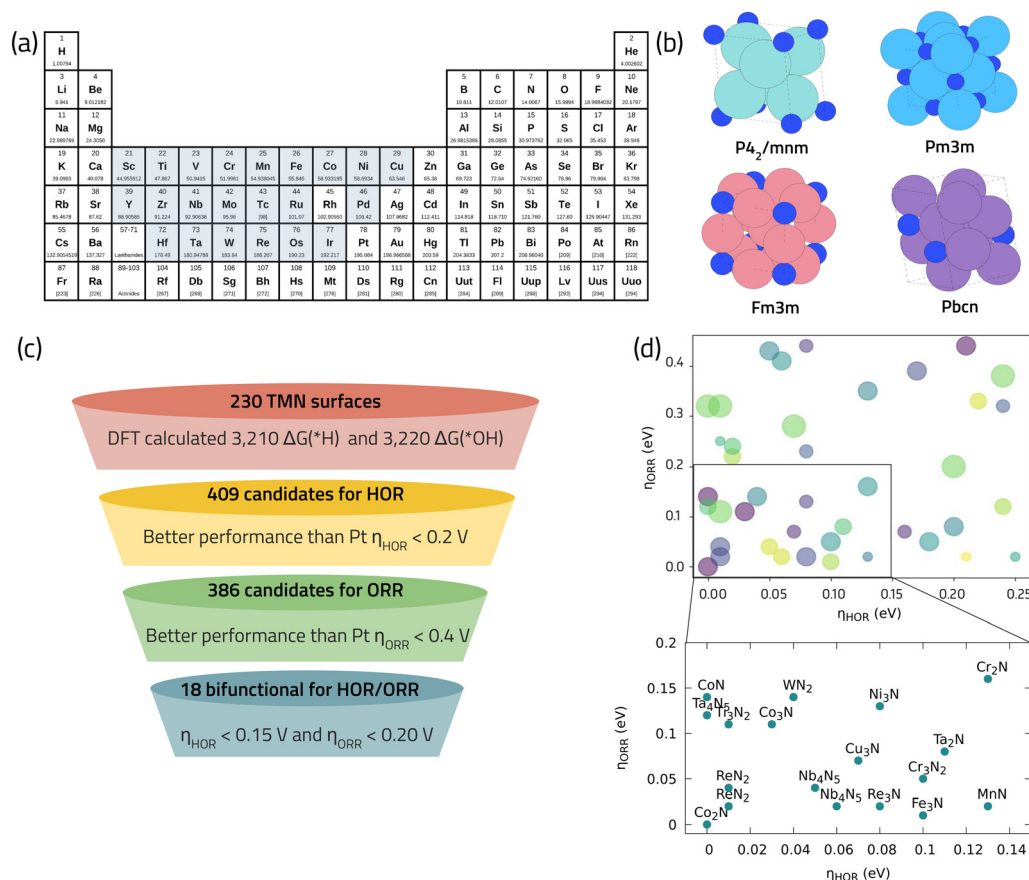 (a)
1 2
H He
1.00794 4.002602
3 4 5 6 7 8 9 10
Li Be B C N O F Ne
6.941 9.012182 10.811 12.0107 14.0067 15.9994 18.9984032 20.1797
11 12 13 14 15 16 17 18
Na Mg Al Si P S Cl Ar
22.989769 24.3050 26.9815386 28.0855 30.973762 32.065 35.453 39.948
19 20 21 22 23 24 25 26 27 28 29 30 31 32 33 34 35 36
K Ca Sc Ti V Cr Mn Fe Co Ni Cu Zn Ga Ge As Se Br Kr
39.0983 40.078 44.955912 47.867 50.9415 51.9961 54.938045 55.845 58.933195 58.6934 63.546 65.38 69.723 72.64 74.92160 78.96 79.904 83.798
37 38 39 40 41 42 43 44 45 46 47 48 49 50 51 52 53 54
Rb Sr Y Zr Nb Mo Tc Ru Rh Pd Ag Cd In Sn Sb Te I Xe
85.4678 87.62 88.90585 91.224 92.90638 95.96 [98] 101.07 102.90550 106.42 107.8682 112.411 114.818 118.710 121.760 127.60 126.90447 131.293
55 56 57-71 72 73 74 75 76 77 78 79 80 81 82 83 84 85 86
Cs Ba Hf Ta W Re Os Ir Pt Au Hg Tl Pb Bi Po At Rn
132.9054519 137.327 Lanthanides 178.49 180.94788 183.84 186.207 190.23 192.217 195.084 196.966569 200.59 204.3833 207.2 208.98040 [209] [210] [222]
87 88 89-103 104 105 106 107 108 109 110 111 112 113 114 115 116 117 118
Fr Ra Rf Db Sg Bh Hs Mt Ds Rg Cn Uut Fl Uup Lv Uus Uuo
[223] [226] Actinides [267] [268] [271] [272] [270] [276] [281] [280] [285] [284] [289] [288] [293] [294] [294]
(b)
P4₂/mnm
Pm3m
Fm3m
Pbcn
(c)
230 TMN surfaces
DFT calculated 3,210 ΔG(*H) and 3,220 ΔG(*OH)
409 candidates for HOR
Better performance than Pt η_HOR < 0.2 V
386 candidates for ORR
Better performance than Pt η_ORR < 0.4 V
18 bifunctional for HOR/ORR
η_HOR < 0.15 V and η_ORR < 0.20 V
(d)
η_ORR (eV)
0.4
0.3
0.2
0.1
0.0
0.00 0.05 0.10 0.15 0.20 0.25
η_HOR (eV)
η_ORR (eV)
0.15
0.10
0.05
0
Cr₂N
CoN
WN₂
Ni₃N
Ta₄N₅
Ti₃N₂
Co₃N
Cu₃N
Ta₂N
Cr₃N₂
ReN₂
Nb₄N₅
ReN₂
Nb₄N₅
Re₃N
Fe₃N
MnN
Co₂N
0 0.02 0.04 0.06 0.08 0.1 0.12 0.14
η_HOR (eV)